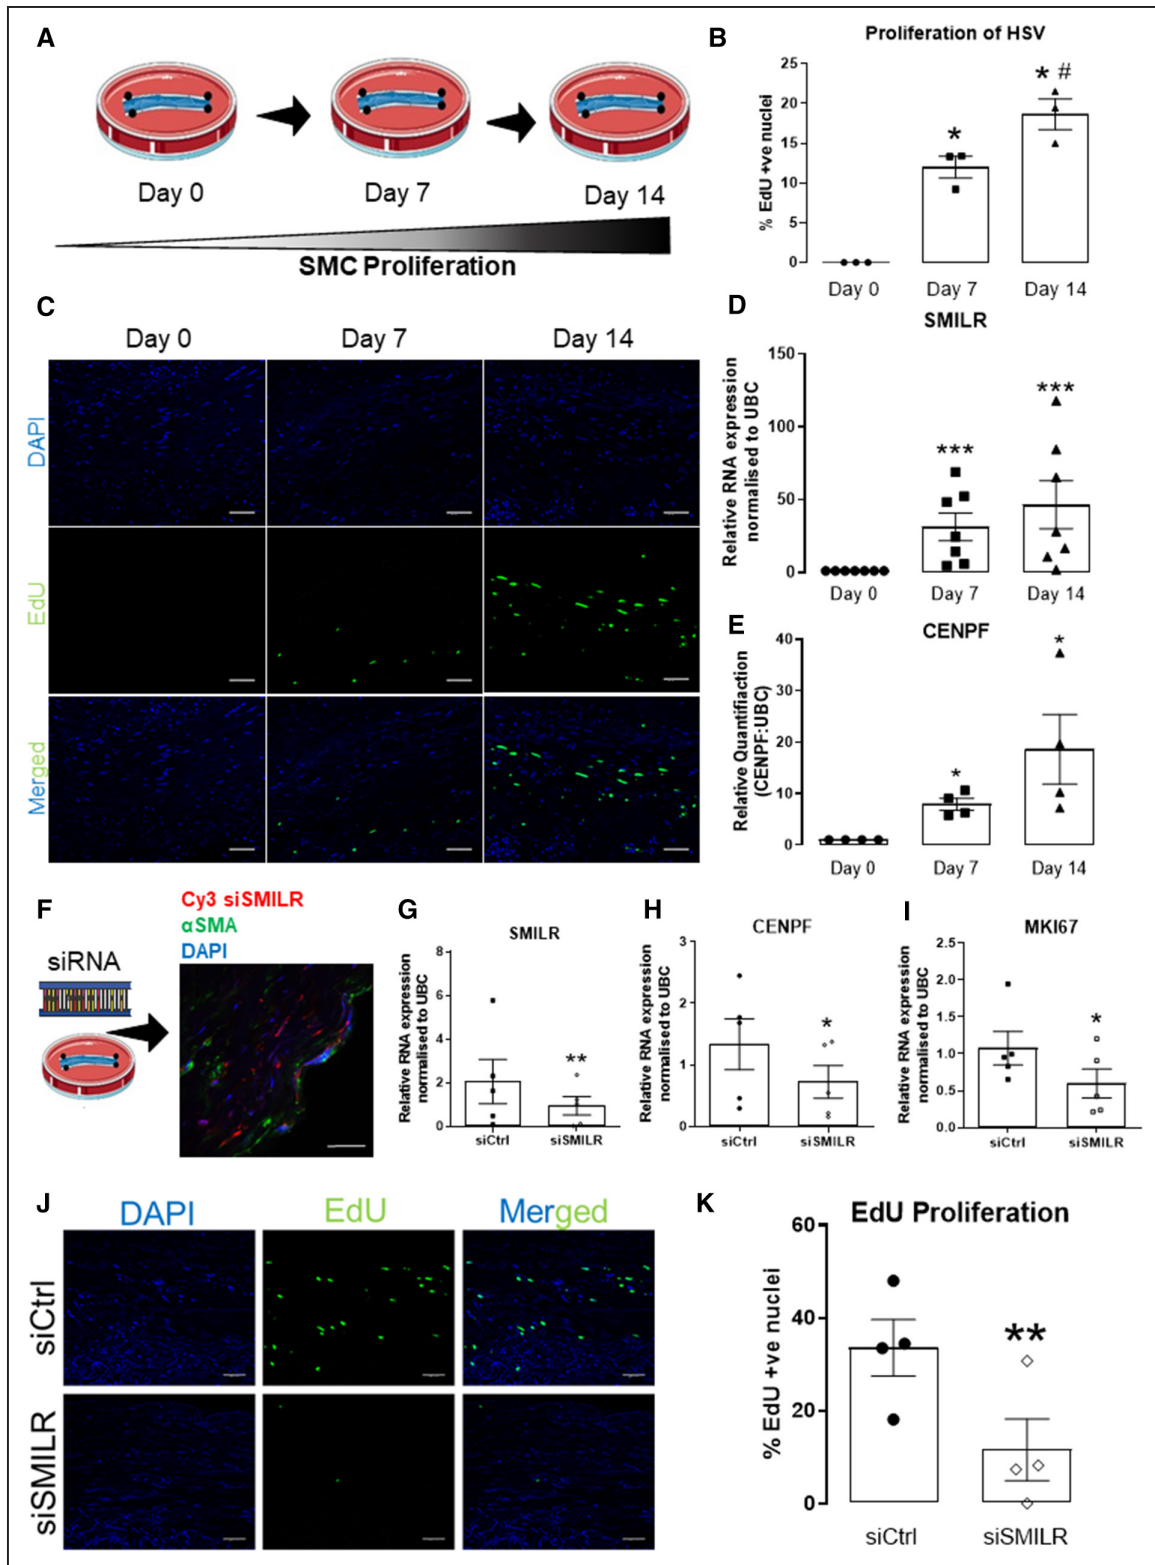 A
Day 0
Day 7
Day 14
SMC Proliferation
B
Proliferation of HSV
% EdU +ve nuclei
25
20
15
10
5
0
*
* #
Day 0
Day 7
Day 14
C
Day 0
Day 7
Day 14
DAPI
EdU
Merged
D
SMILR
Relative RNA expression
normalised to UBC
150
100
50
0
***
***
Day 0
Day 7
Day 14
E
CENPF
Relative Quantifiaction
(CENPF:UBC)
40
30
20
10
0
*
*
Day 0
Day 7
Day 14
F
siRNA
Cy3 siSMILR
αSMA
DAPI
G
SMILR
Relative RNA expression
normalised to UBC
8
6
4
2
0
**
siCtrl
siSMILR
H
CENPF
Relative RNA expression
normalised to UBC
3
2
1
0
*
siCtrl
siSMILR
I
MKI67
Relative RNA expression
normalised to UBC
2.5
2.0
1.5
1.0
0.5
0.0
*
siCtrl
siSMILR
J
DAPI
EdU
Merged
siCtrl
siSMILR
K
EdU Proliferation
% EdU +ve nuclei
60
40
20
0
**
siCtrl
siSMILR